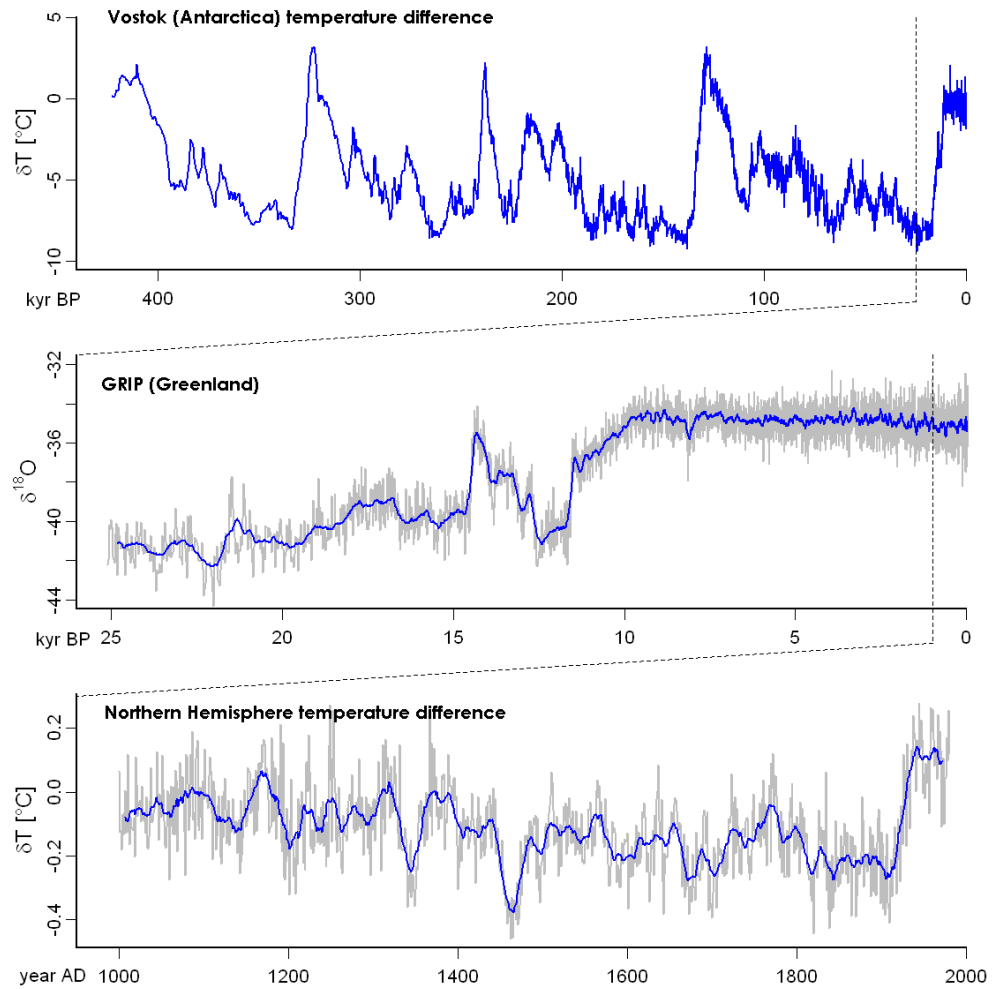 Vostok (Antarctica) temperature difference
δT [°C]
5
0
-5
-10
kyr BP 400 300 200 100 0
GRIP (Greenland)
δ¹⁸O
-32
-36
-40
-44
kyr BP 25 20 15 10 5 0
Northern Hemisphere temperature difference
δT [°C]
0.2
0.0
-0.2
-0.4
year AD 1000 1200 1400 1600 1800 2000